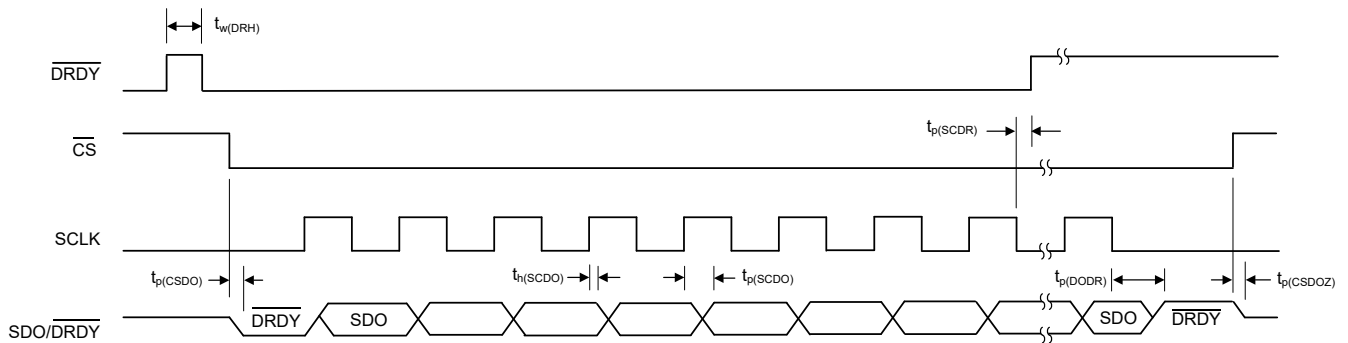 tw(DRH)
DRDY
tp(SCDR)
CS
SCLK
tp(CSDO)
th(SCDO)
tp(SCDO)
tp(DODR)
tp(CSDOZ)
SDO/DRDY
DRDY
SDO
SDO
DRDY